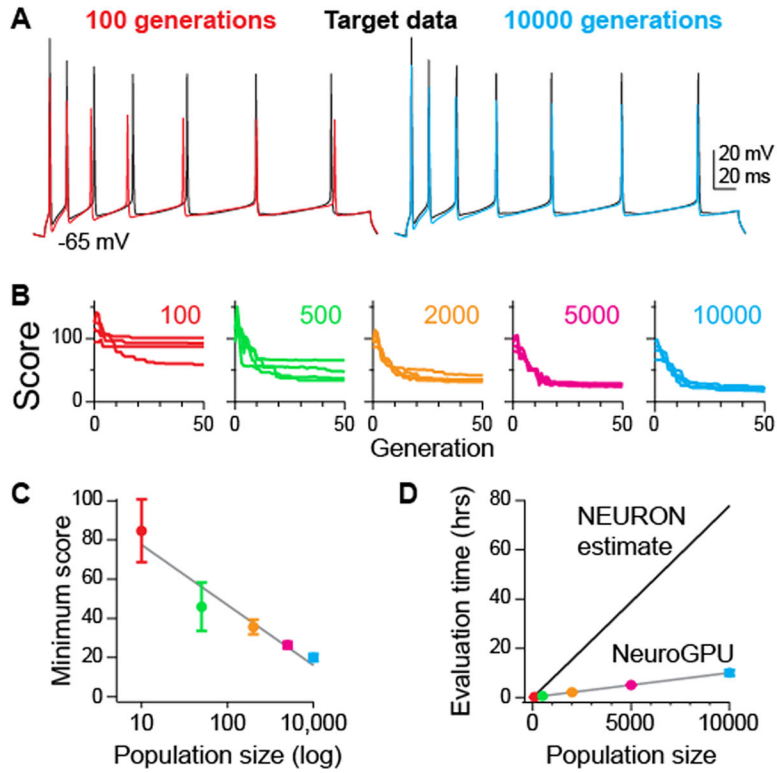 A
100 generations Target data 10000 generations
20 mV
20 ms
-65 mV
B
100 500 2000 5000 10000
Score
100
0
0 50 0 50 0 50 0 50 0 50
Generation
C
Minimum score
100
80
60
40
20
0
10 100 10,000
Population size (log)
D
Evaluation time (hrs)
80
60
40
20
0
NEURON
estimate
NeuroGPU
0 5000 10000
Population size